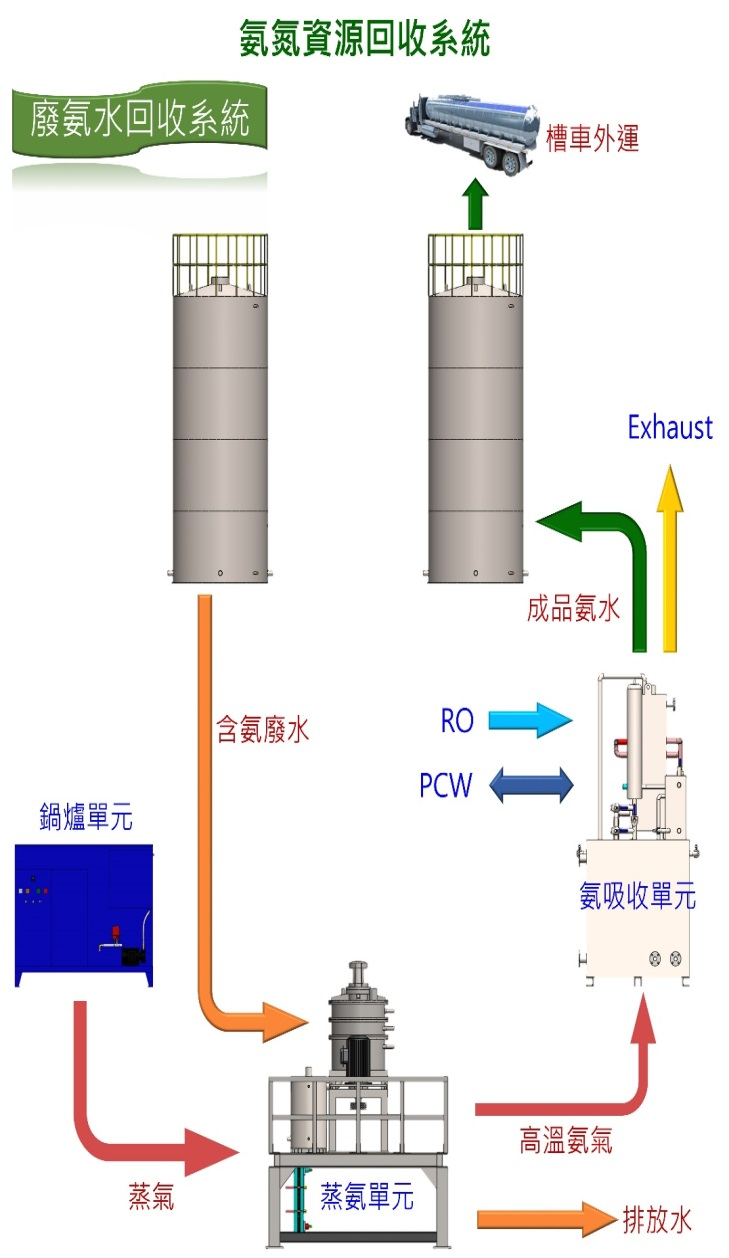 氨氮資源回收系統
廢氨水回收系統
槽車外運
Exhaust
成品氨水
RO
含氨廢水
PCW
鍋爐單元
氨吸收單元
高溫氨氣
蒸氣
蒸氨單元
排放水